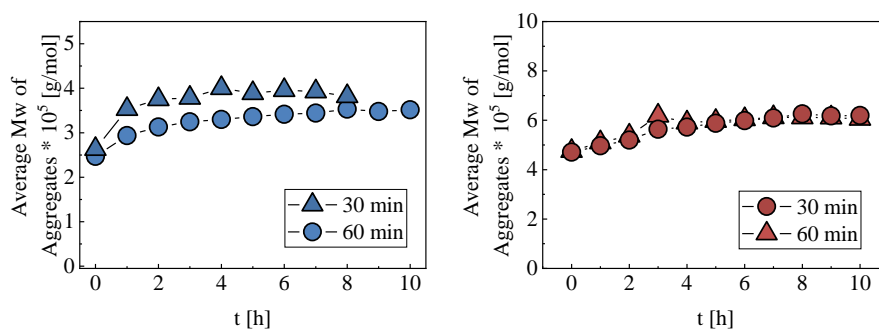 Average Mw of
Aggregates * 10^5 [g/mol]
5
4
3
2
1
0
0 2 4 6 8 10
t [h]
30 min
60 min
Average Mw of
Aggregates * 10^5 [g/mol]
10
8
6
4
2
0
0 2 4 6 8 10
t [h]
30 min
60 min